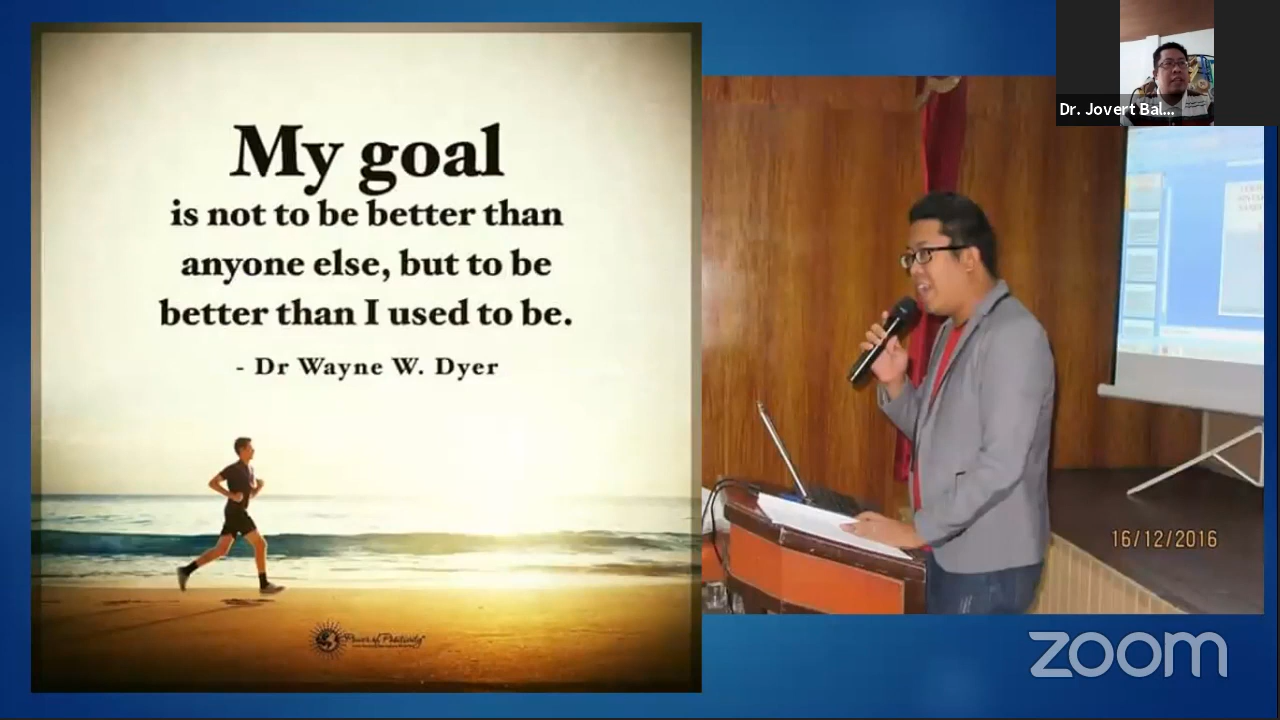 My goal
is not to be better than
anyone else, but to be
better than I used to be.
- Dr Wayne W. Dyer
Power of Positivity
Dr. Jovert Bal...
16/12/2016
zoom